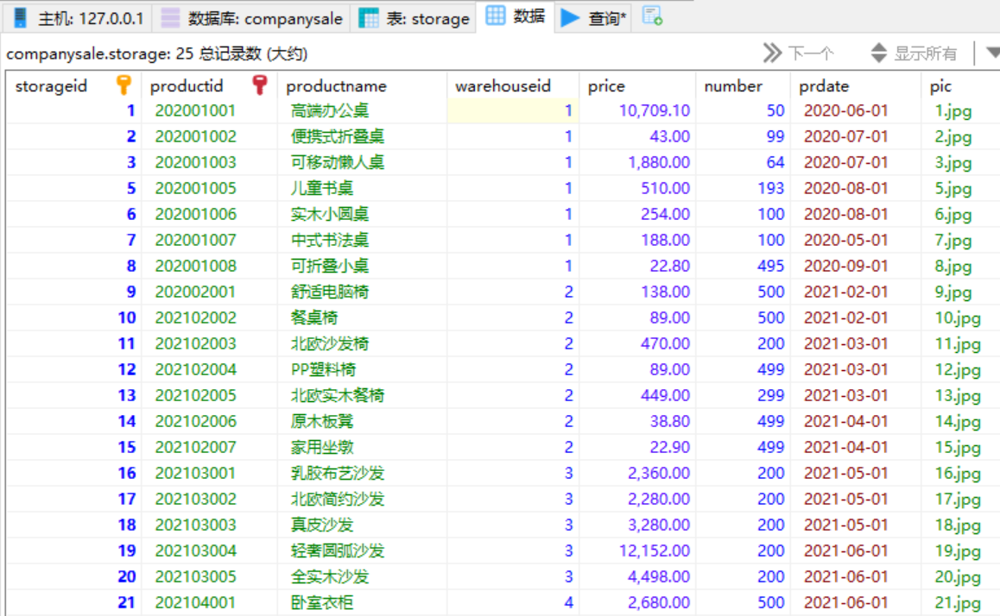 主机: 127.0.0.1 数据库: companysale 表: storage 数据 查询*
companysale.storage: 25 总记录数 (大约) 下一个 显示所有
storageid productid productname warehouseid price number prdate pic
1 202001001 高端办公桌 1 10,709.10 50 2020-06-01 1.jpg
2 202001002 便携式折叠桌 1 43.00 99 2020-07-01 2.jpg
3 202001003 可移动懒人桌 1 1,880.00 64 2020-07-01 3.jpg
5 202001005 儿童书桌 1 510.00 193 2020-08-01 5.jpg
6 202001006 实木小圆桌 1 254.00 100 2020-08-01 6.jpg
7 202001007 中式书法桌 1 188.00 100 2020-05-01 7.jpg
8 202001008 可折叠小桌 1 22.80 495 2020-09-01 8.jpg
9 202002001 舒适电脑椅 2 138.00 500 2021-02-01 9.jpg
10 202102002 餐桌椅 2 89.00 500 2021-02-01 10.jpg
11 202102003 北欧沙发椅 2 470.00 200 2021-03-01 11.jpg
12 202102004 PP塑料椅 2 89.00 499 2021-03-01 12.jpg
13 202102005 北欧实木餐椅 2 449.00 299 2021-03-01 13.jpg
14 202102006 原木板凳 2 38.80 499 2021-04-01 14.jpg
15 202102007 家用坐墩 2 22.90 499 2021-04-01 15.jpg
16 202103001 乳胶布艺沙发 3 2,360.00 200 2021-05-01 16.jpg
17 202103002 北欧简约沙发 3 2,280.00 200 2021-05-01 17.jpg
18 202103003 真皮沙发 3 3,280.00 200 2021-05-01 18.jpg
19 202103004 轻奢圆弧沙发 3 12,152.00 200 2021-06-01 19.jpg
20 202103005 全实木沙发 3 4,498.00 200 2021-06-01 20.jpg
21 202104001 卧室衣柜 4 2,680.00 500 2021-06-01 21.jpg